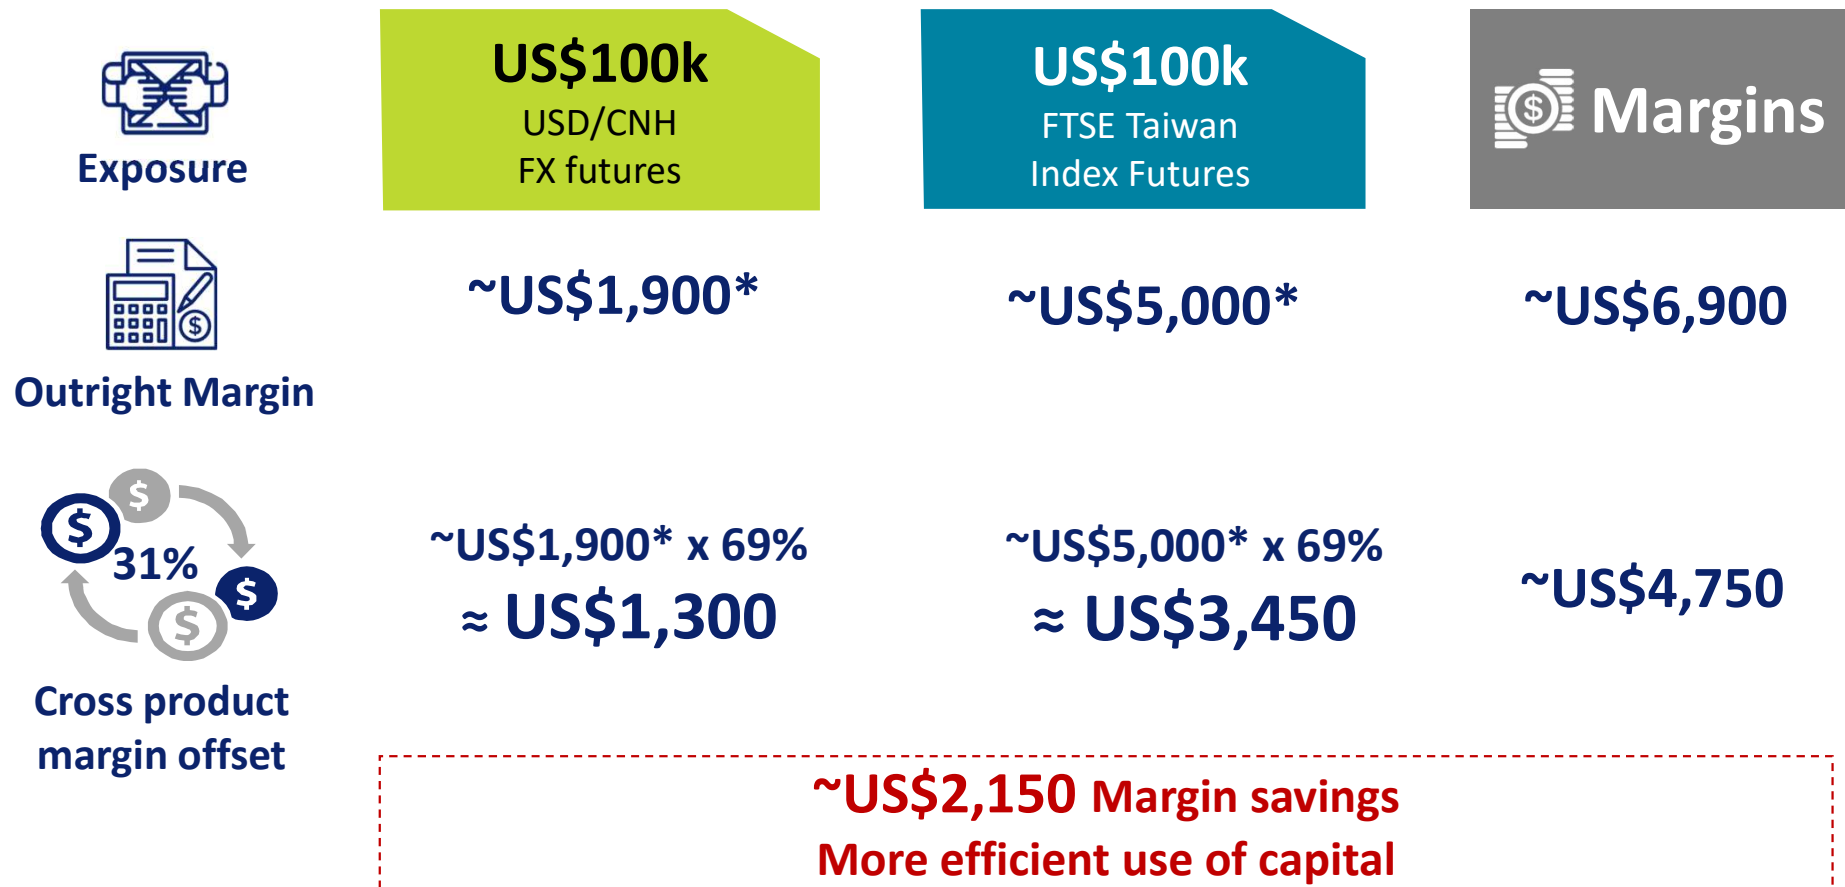 Exposure
US$100k
USD/CNH
FX futures
US$100k
FTSE Taiwan
Index Futures
$ Margins
$
Outright Margin
~US$1,900*
~US$5,000*
~US$6,900
$
$
31%
$
$
Cross product
margin offset
~US$1,900* x 69%
≈ US$1,300
~US$5,000* x 69%
≈ US$3,450
~US$4,750
~US$2,150 Margin savings
More efficient use of capital